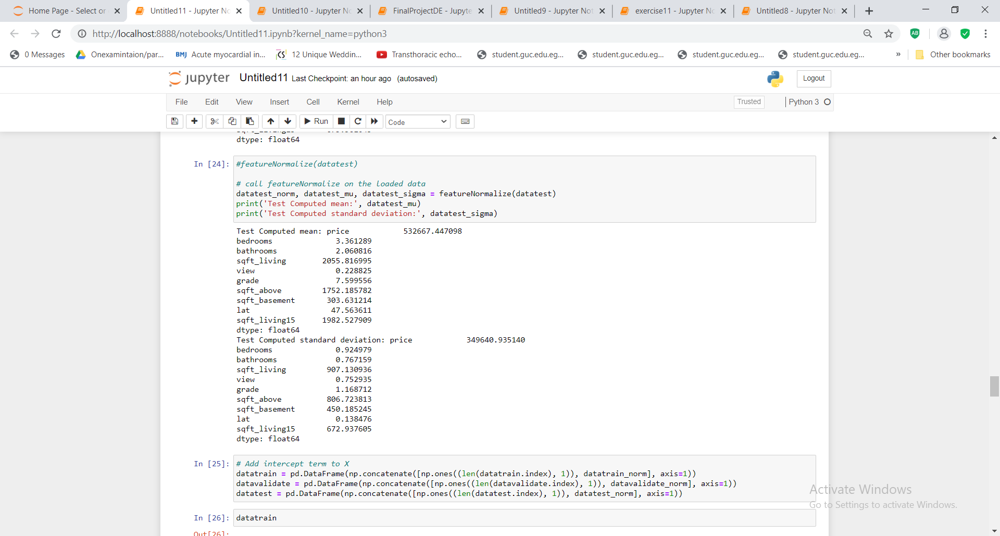 Home Page - Select or
Untitled11 - Jupyter No
Untitled10 - Jupyter No
FinalProjectDE - Jupyte
Untitled9 - Jupyter Not
exercise11 - Jupyter No
Untitled8 - Jupyter Not
http://localhost:8888/notebooks/Untitled11.ipynb?kernel_name=python3
AB
0 Messages
Onexamintaion/par...
BMJ Acute myocardial in...
CS 12 Unique Weddin...
Transthoracic echo...
student.guc.edu.eg...
student.guc.edu.eg...
student.guc.edu.eg...
student.guc.edu.eg...
»
Other bookmarks
jupyter Untitled11 Last Checkpoint: an hour ago (autosaved)
Logout
File Edit View Insert Cell Kernel Help
Trusted
Python 3
Run
Code
dtype: float64
In [24]: #featureNormalize(datatest)
# call featureNormalize on the loaded data
datatest_norm, datatest_mu, datatest_sigma = featureNormalize(datatest)
print('Test Computed mean:', datatest_mu)
print('Test Computed standard deviation:', datatest_sigma)
Test Computed mean: price 532667.447098
bedrooms 3.361289
bathrooms 2.060816
sqft_living 2055.816995
view 0.228825
grade 7.599556
sqft_above 1752.185782
sqft_basement 303.631214
lat 47.563611
sqft_living15 1982.527909
dtype: float64
Test Computed standard deviation: price 349640.935140
bedrooms 0.924979
bathrooms 0.767159
sqft_living 907.130936
view 0.752935
grade 1.168712
sqft_above 806.723813
sqft_basement 450.185245
lat 0.138476
sqft_living15 672.937605
dtype: float64
In [25]: # Add intercept term to X
datatrain = pd.DataFrame(np.concatenate([np.ones((len(datatrain.index), 1)), datatrain_norm], axis=1))
datavalidate = pd.DataFrame(np.concatenate([np.ones((len(datavalidate.index), 1)), datavalidate_norm], axis=1))
datatest = pd.DataFrame(np.concatenate([np.ones((len(datatest.index), 1)), datatest_norm], axis=1))
Activate Windows
Go to Settings to activate Windows.
In [26]: datatrain
Out[26]: